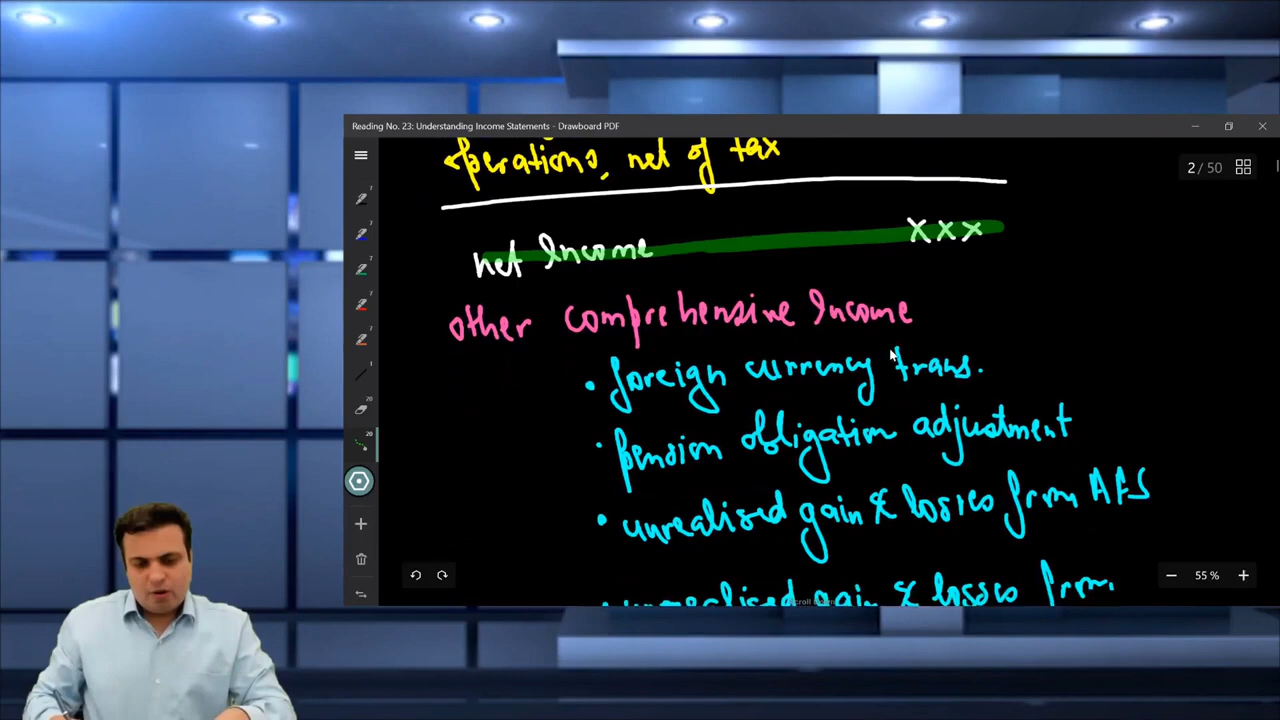 Reading No. 23: Understanding Income Statements - Drawboard PDF
operations, net of tax
2 / 50
net Income XXX
other comprehensive Income
• foreign currency trans.
• pension obligation adjustment
• unrealised gain & losses from AFS
• unrealised gain & losses from
55 %